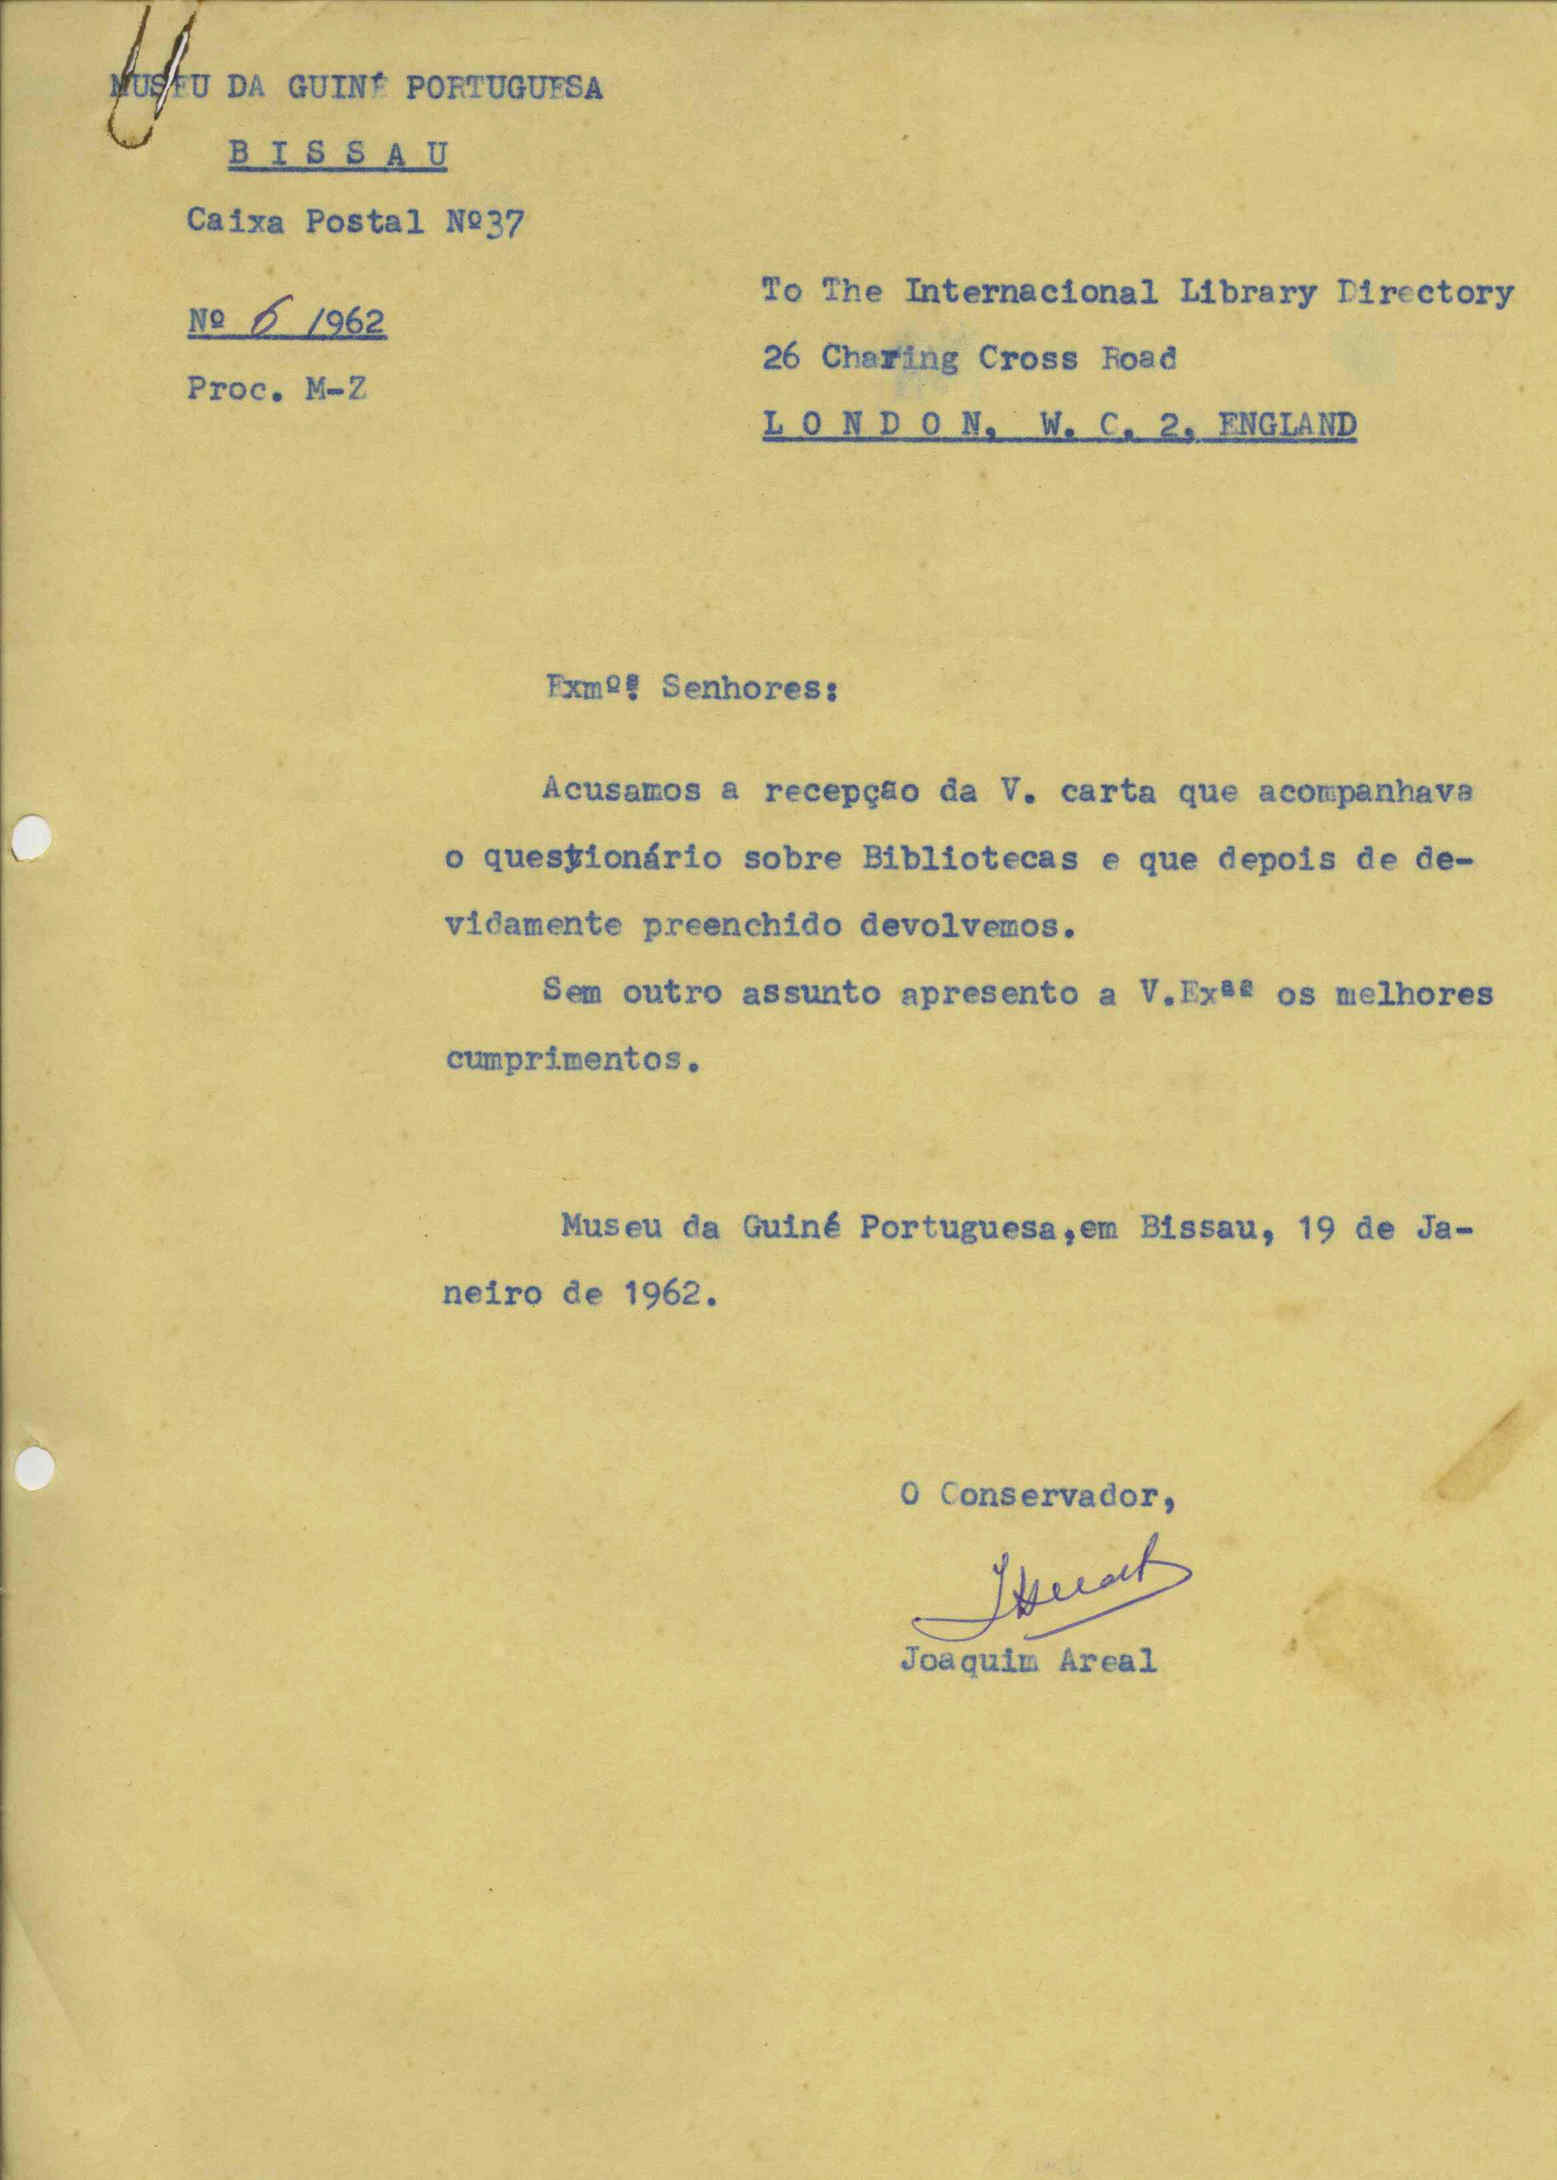 MUSEU DA GUINÉ PORTUGUESA
B I S S A U
Caixa Postal Nº37
Nº 6 /1962
Proc. M-Z
To The Internacional Library Directory
26 Charing Cross Road
L O N D O N, W. C. 2, ENGLAND
Exmºs Senhores:
Acusamos a recepção da V. carta que acompanhava
o questionário sobre Bibliotecas e que depois de de-
vidamente preenchido devolvemos.
Sem outro assunto apresento a V.Exªs os melhores
cumprimentos.
Museu da Guiné Portuguesa,em Bissau, 19 de Ja-
neiro de 1962.
O Conservador,
Joaquim Areal